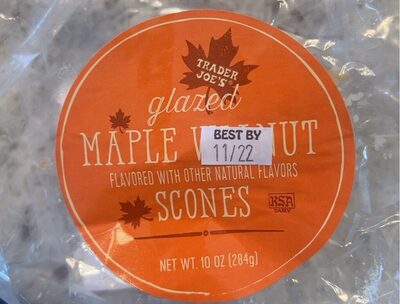 TRADER
JOE'S
glazed
MAPLE W NUT
BEST BY
11/22
FLAVORED WITH OTHER NATURAL FLAVORS
SCONES
KSA
DAIRY
NET WT. 10 OZ (284g)